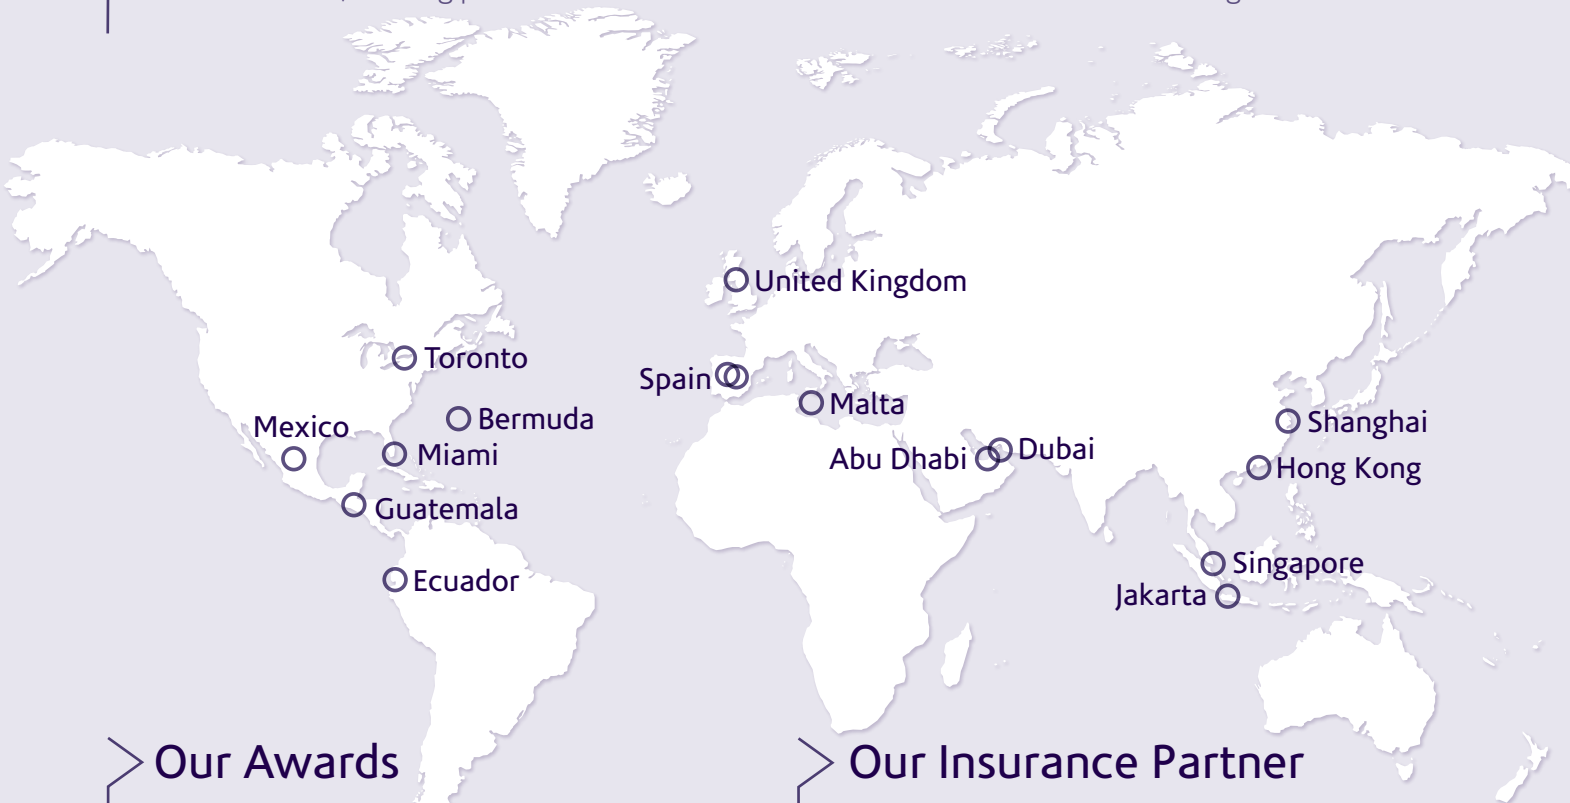 United Kingdom
Toronto
Spain
Malta
Bermuda
Mexico
Miami
Shanghai
Abu Dhabi
Dubai
Hong Kong
Guatemala
Singapore
Ecuador
Jakarta
Our Awards
Our Insurance Partner